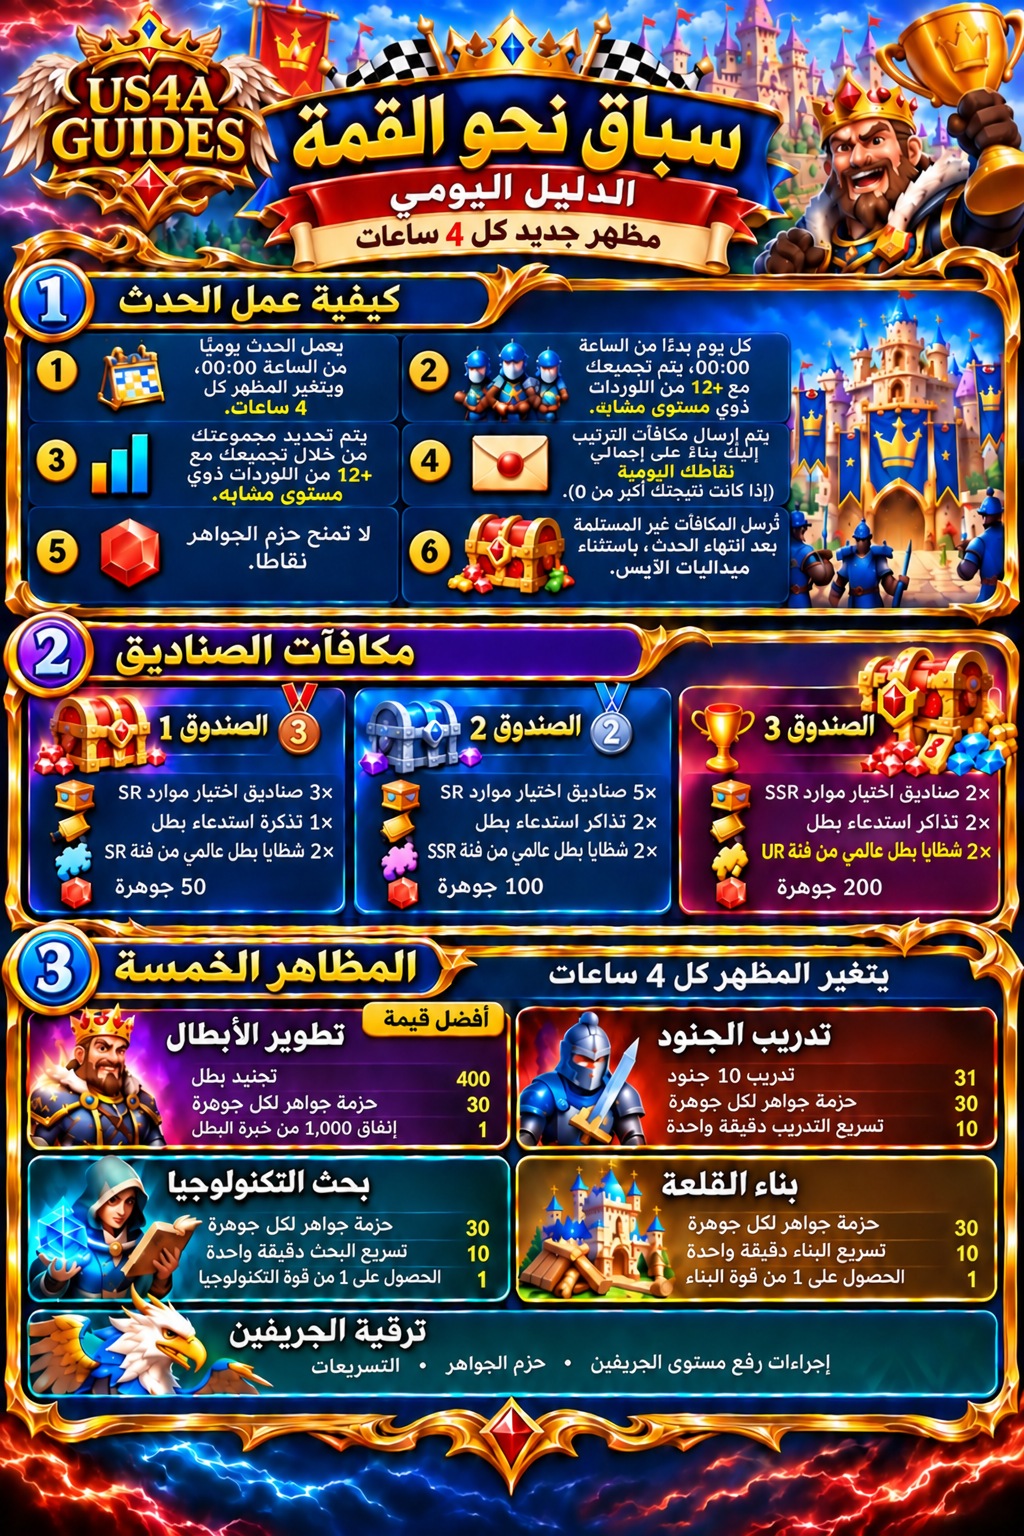 US4A
GUIDES
سباق نحو القمة
الدليل اليومي
مظهر جديد كل 4 ساعات
1
كيفية عمل الحدث
1
يعمل الحدث يوميًا
من الساعة 00:00،
ويتغير المظهر كل
4 ساعات.
2
كل يوم بدءًا من الساعة
00:00، يتم تجميعك
مع +12 من اللوردات
ذوي مستوى مشابه.
3
يتم تحديد مجموعتك
من خلال تجميعك مع
+12 من اللوردات ذوي
مستوى مشابه.
4
يتم إرسال مكافآت الترتيب
إليك بناءً على إجمالي
نقاطك اليومية
(إذا كانت نتيجتك أكبر من 0).
5
لا تمنح حزم الجواهر
نقاطا.
6
تُرسل المكافآت غير المستلمة
بعد انتهاء الحدث، باستثناء
ميداليات الآيس.
2
مكافآت الصناديق
الصندوق 1
3
3× صناديق اختيار موارد SR
1× تذكرة استدعاء بطل
2× شظايا بطل عالمي من فئة SR
50 جوهرة
الصندوق 2
2
5× صناديق اختيار موارد SR
2× تذاكر استدعاء بطل
2× شظايا بطل عالمي من فئة SSR
100 جوهرة
الصندوق 3
8
2× صناديق اختيار موارد SSR
2× تذاكر استدعاء بطل
2× شظايا بطل عالمي من فئة UR
200 جوهرة
3
المظاهر الخمسة
يتغير المظهر كل 4 ساعات
أفضل قيمة
تطوير الأبطال
تجنيد بطل 400
حزمة جواهر لكل جوهرة 30
إنفاق 1,000 من خبرة البطل 1
تدريب الجنود
تدريب 10 جنود 31
حزمة جواهر لكل جوهرة 30
تسريع التدريب دقيقة واحدة 10
بحث التكنولوجيا
حزمة جواهر لكل جوهرة 30
تسريع البحث دقيقة واحدة 10
الحصول على 1 من قوة التكنولوجيا 1
بناء القلعة
حزمة جواهر لكل جوهرة 30
تسريع البناء دقيقة واحدة 10
الحصول على 1 من قوة البناء 1
ترقية الجريفين
إجراءات رفع مستوى الجريفين • حزم الجواهر • التسريعات